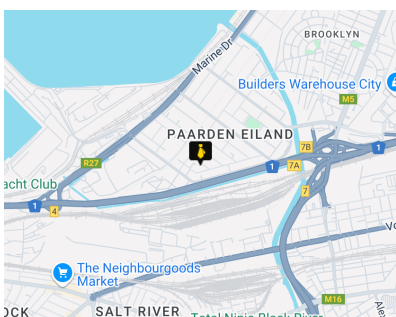 BROOKLYN
Marine Dr
Builders Warehouse City
M5
PAARDEN EILAND
7B
1
R27
1
7A
acht Club
7
1
4
The Neighbourgoods
Market
M16
OCK
SALT RIVER